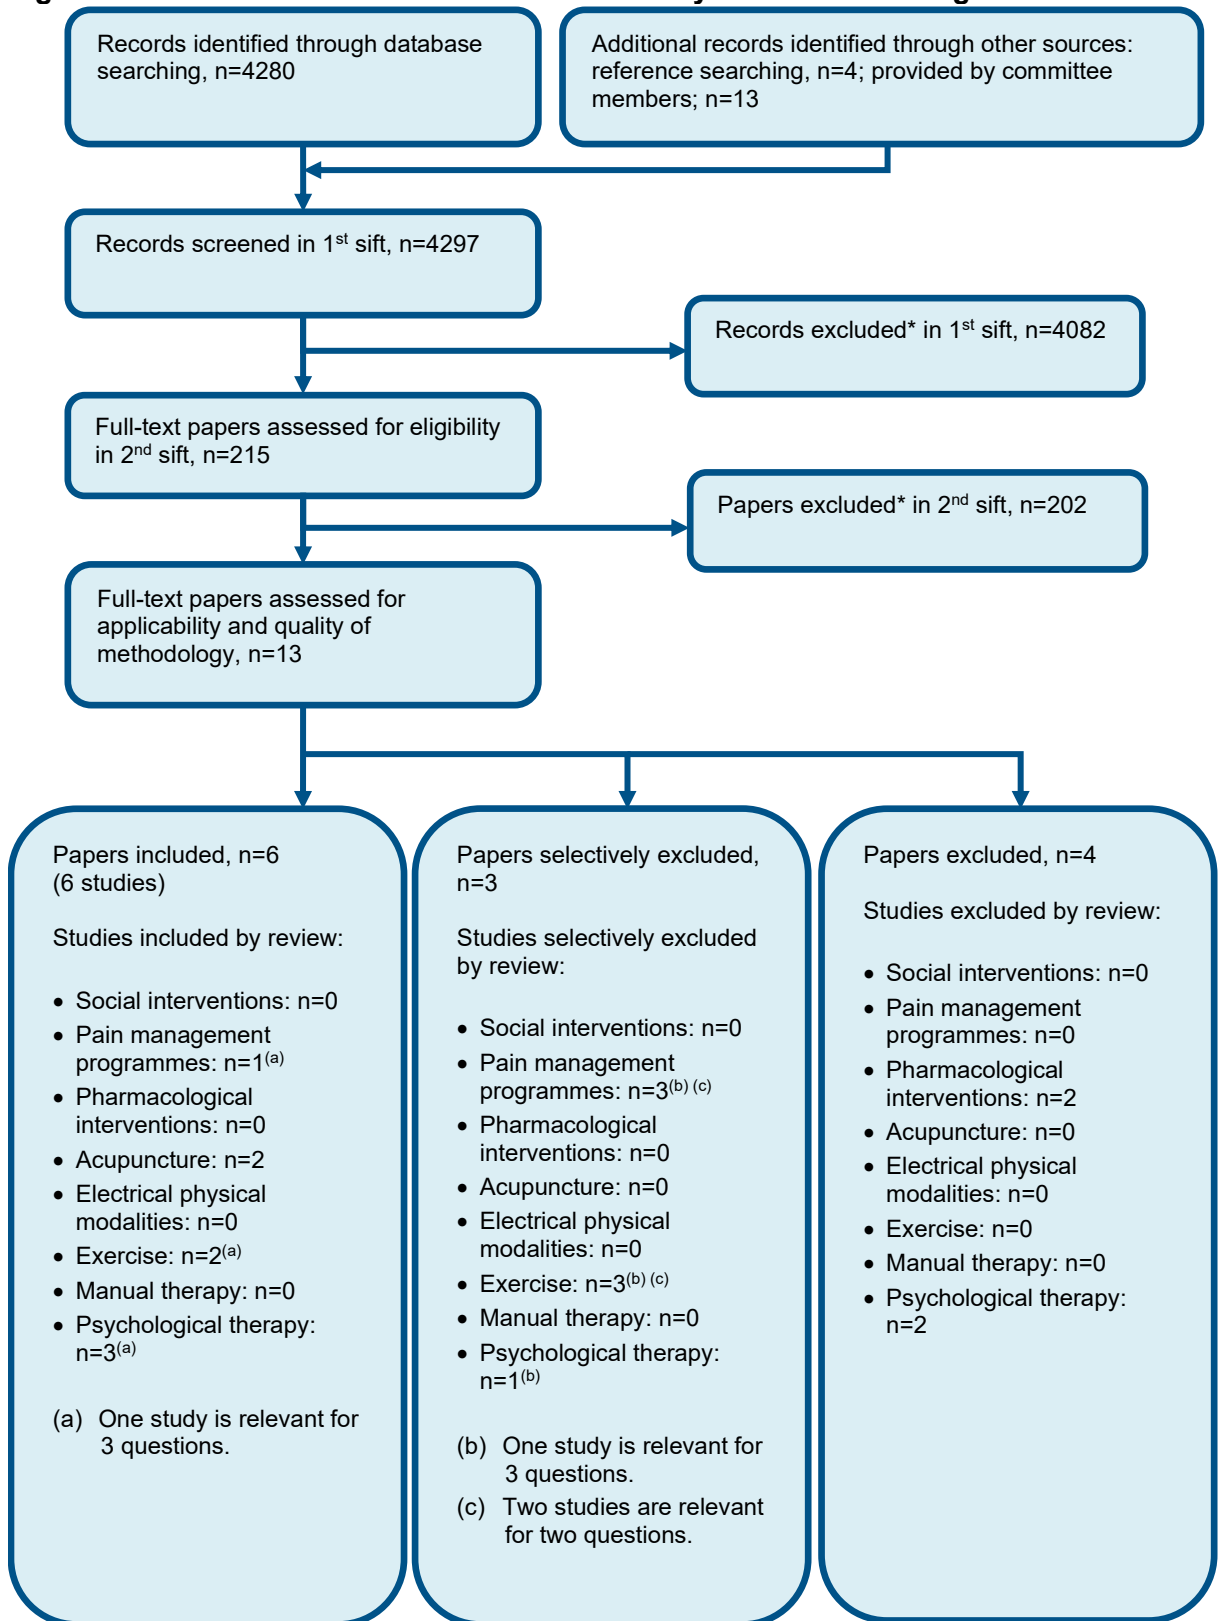 Records identified through database
searching, n=4280
Additional records identified through other sources:
reference searching, n=4; provided by committee
members; n=13
Records screened in 1st sift, n=4297
Records excluded* in 1st sift, n=4082
Full-text papers assessed for eligibility
in 2nd sift, n=215
Papers excluded* in 2nd sift, n=202
Full-text papers assessed for
applicability and quality of
methodology, n=13
Papers included, n=6
(6 studies)
Studies included by review:
• Social interventions: n=0
• Pain management
programmes: n=1(a)
• Pharmacological
interventions: n=0
• Acupuncture: n=2
• Electrical physical
modalities: n=0
• Exercise: n=2(a)
• Manual therapy: n=0
• Psychological therapy:
n=3(a)
(a) One study is relevant for
3 questions.
Papers selectively excluded,
n=3
Studies selectively excluded
by review:
• Social interventions: n=0
• Pain management
programmes: n=3(b) (c)
• Pharmacological
interventions: n=0
• Acupuncture: n=0
• Electrical physical
modalities: n=0
• Exercise: n=3(b) (c)
• Manual therapy: n=0
• Psychological therapy:
n=1(b)
(b) One study is relevant for
3 questions.
(c) Two studies are relevant
for two questions.
Papers excluded, n=4
Studies excluded by review:
• Social interventions: n=0
• Pain management
programmes: n=0
• Pharmacological
interventions: n=2
• Acupuncture: n=0
• Electrical physical
modalities: n=0
• Exercise: n=0
• Manual therapy: n=0
• Psychological therapy:
n=2